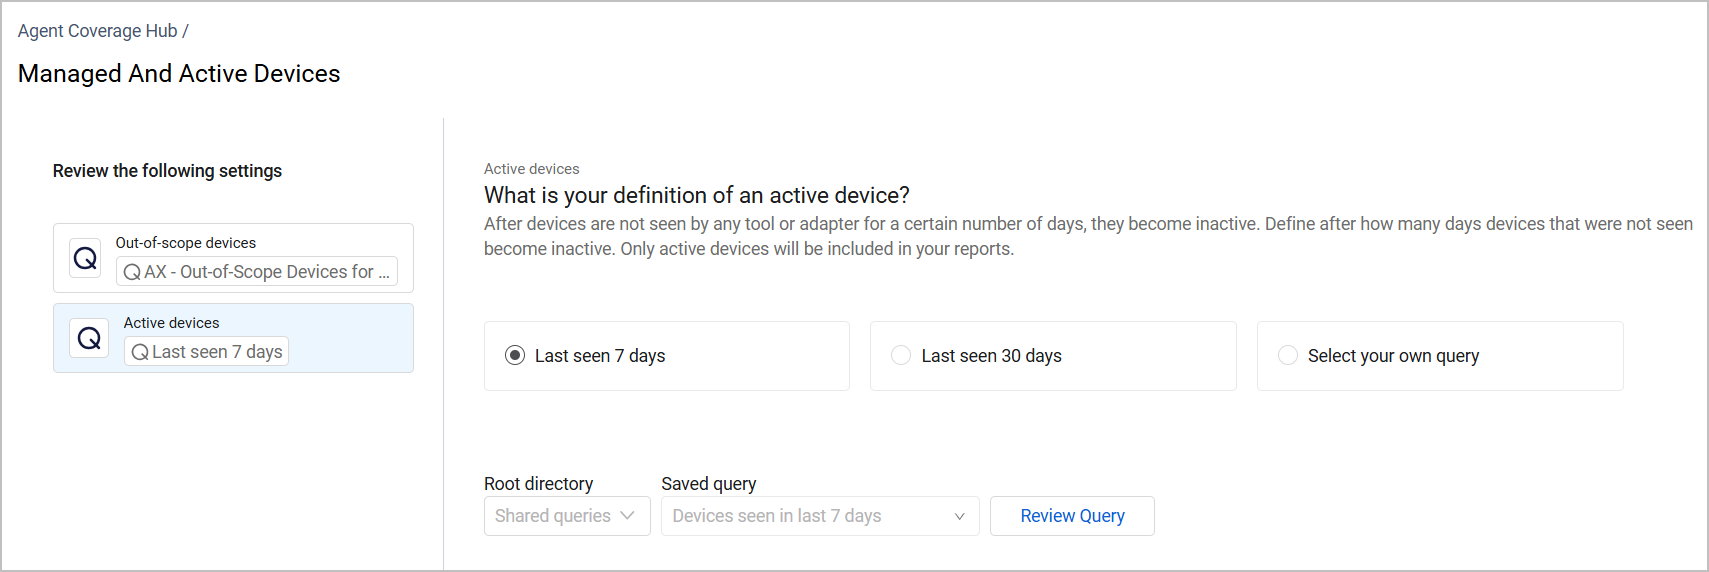 Agent Coverage Hub /
Managed And Active Devices
Review the following settings
Out-of-scope devices
AX - Out-of-Scope Devices for ...
Active devices
Last seen 7 days
Active devices
What is your definition of an active device?
After devices are not seen by any tool or adapter for a certain number of days, they become inactive. Define after how many days devices that were not seen
become inactive. Only active devices will be included in your reports.
Last seen 7 days
Last seen 30 days
Select your own query
Root directory
Saved query
Shared queries
Devices seen in last 7 days
Review Query